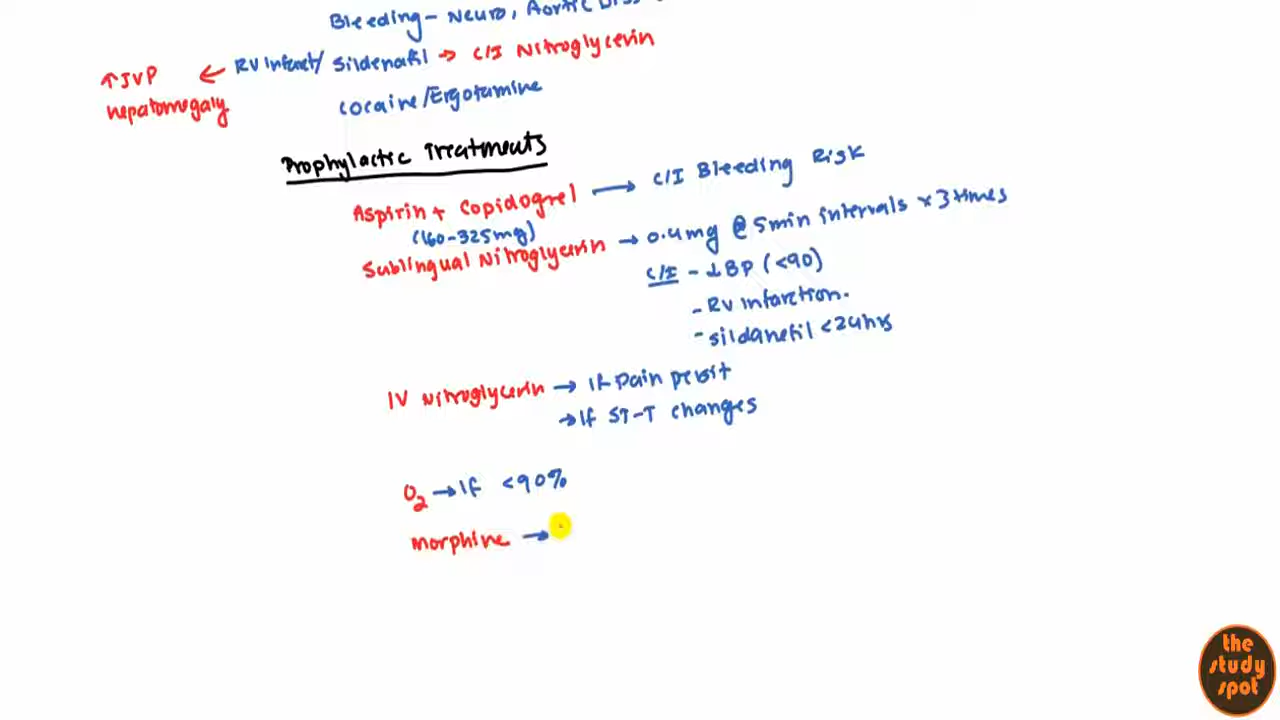 Bleeding - Neuro, Aortic Diss
↑JVP ← RV Infarct/ Sildenafil → C/I Nitroglycerin
hepatomegaly
Cocaine/Ergotamine
Prophylactic Treatments
Aspirin + Copidogrel → C/I Bleeding Risk
(160-325mg)
Sublingual Nitroglycerin → 0.4mg @ 5min intervals x 3 times
C/I - ↓BP (<90)
- RV infarction.
- sildanefil <24hrs
IV Nitroglycerin → If Pain persit
→ If ST-T changes
O2 → If <90%
morphine →
the
study
spot